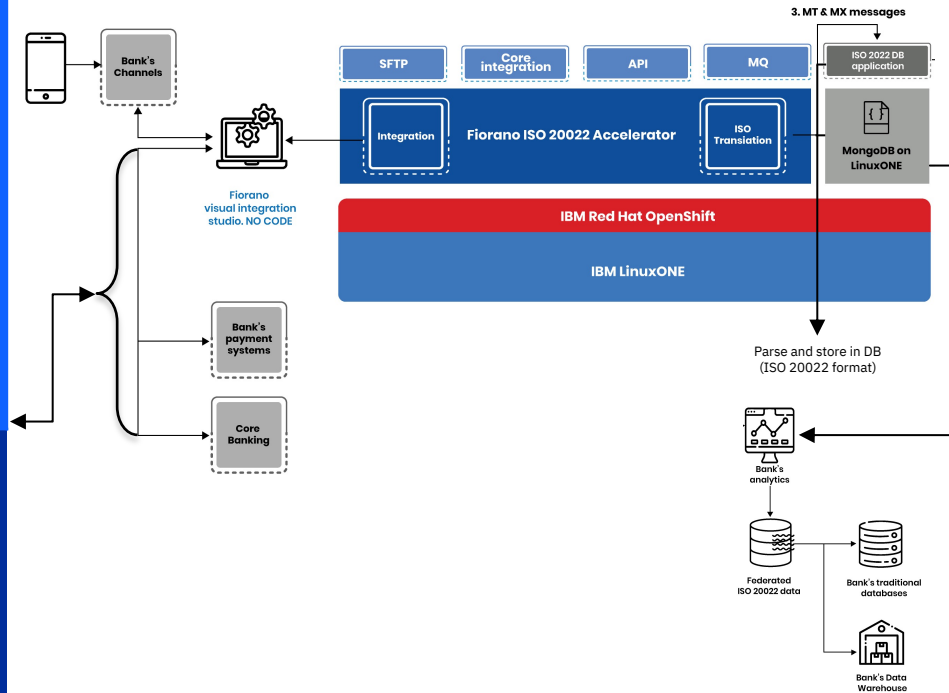 3. MT & MX messages
Bank's
Channels
SFTP
Core
integration
API
MQ
ISO 2022 DB
application
Integration
Fiorano ISO 20022 Accelerator
ISO
Translation
{ }
MongoDB on
LinuxONE
Fiorano
visual integration
studio. NO CODE
IBM Red Hat OpenShift
IBM LinuxONE
Bank's
payment
systems
Parse and store in DB
(ISO 20022 format)
Core
Banking
Bank's
analytics
Federated
ISO 20022 data
Bank's traditional
databases
Bank's Data
Warehouse